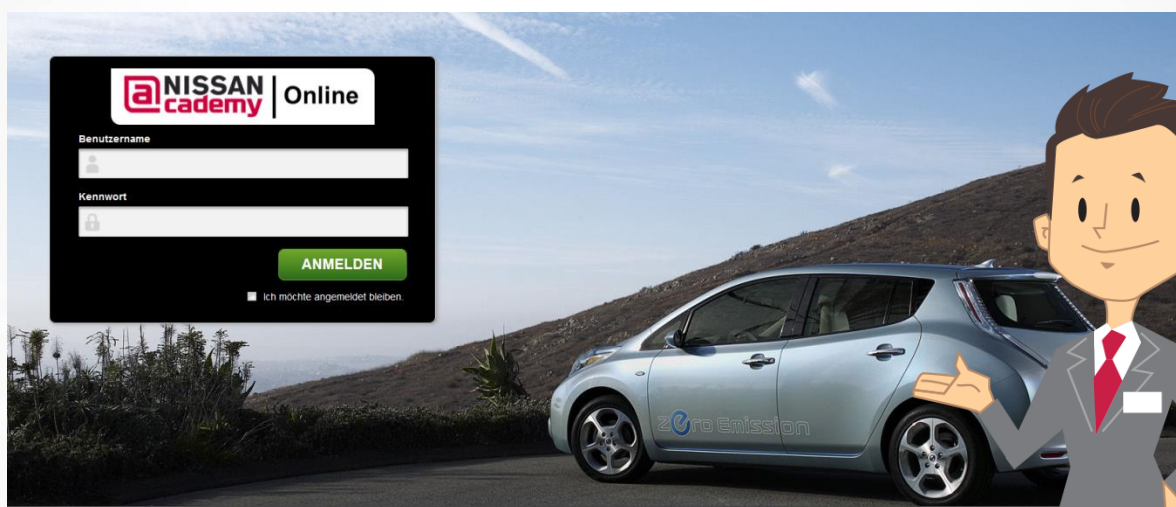 NISSAN
@cademy | Online
Benutzername
Kennwort
ANMELDEN
Ich möchte angemeldet bleiben.
zero Emission